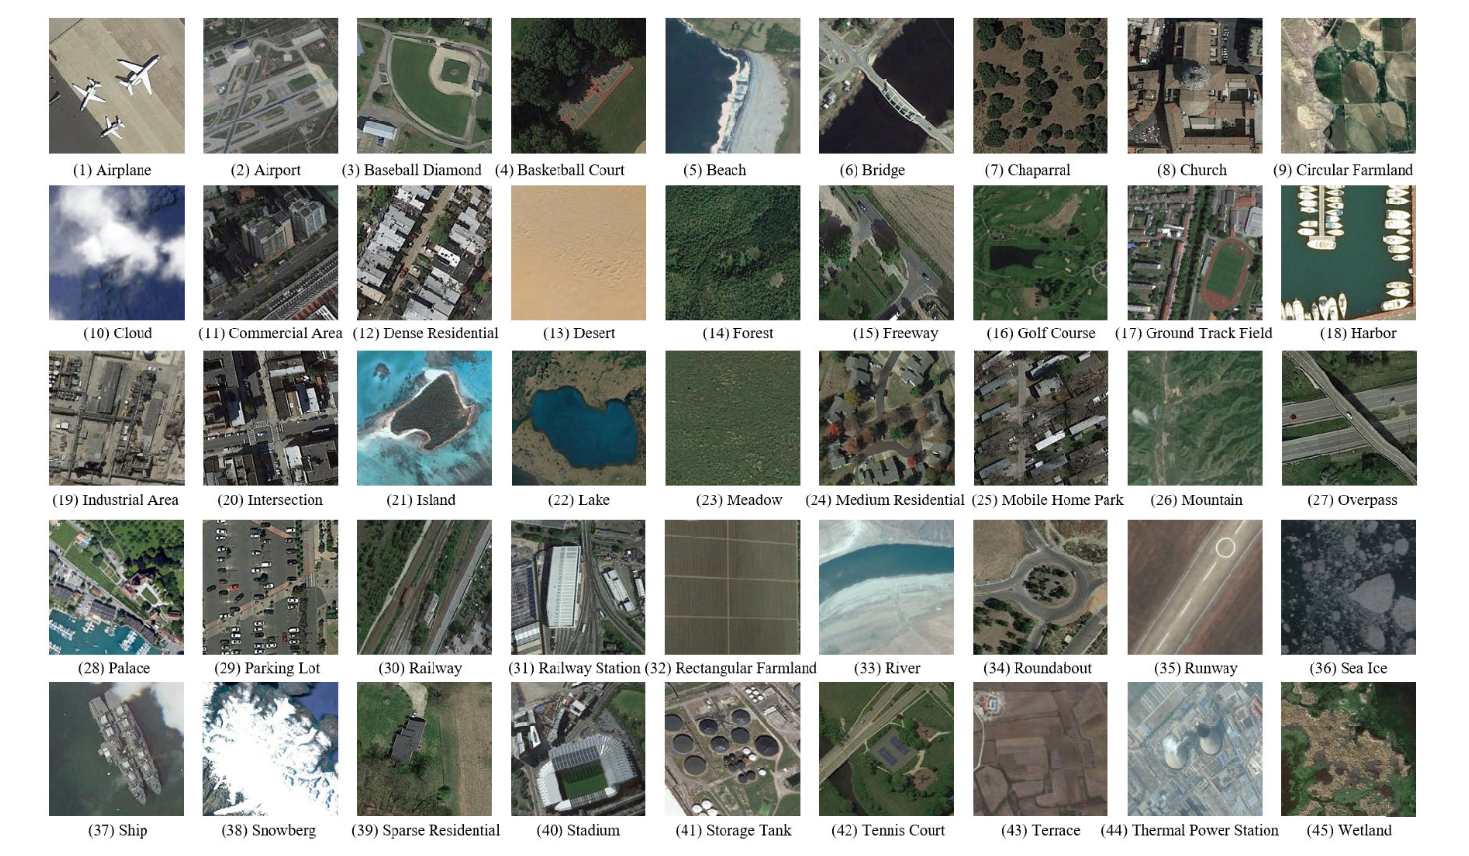 (1) Airplane
(2) Airport
(3) Baseball Diamond
(4) Basketball Court
(5) Beach
(6) Bridge
(7) Chaparral
(8) Church
(9) Circular Farmland
(10) Cloud
(11) Commercial Area
(12) Dense Residential
(13) Desert
(14) Forest
(15) Freeway
(16) Golf Course
(17) Ground Track Field
(18) Harbor
(19) Industrial Area
(20) Intersection
(21) Island
(22) Lake
(23) Meadow
(24) Medium Residential
(25) Mobile Home Park
(26) Mountain
(27) Overpass
(28) Palace
(29) Parking Lot
(30) Railway
(31) Railway Station
(32) Rectangular Farmland
(33) River
(34) Roundabout
(35) Runway
(36) Sea Ice
(37) Ship
(38) Snowberg
(39) Sparse Residential
(40) Stadium
(41) Storage Tank
(42) Tennis Court
(43) Terrace
(44) Thermal Power Station
(45) Wetland